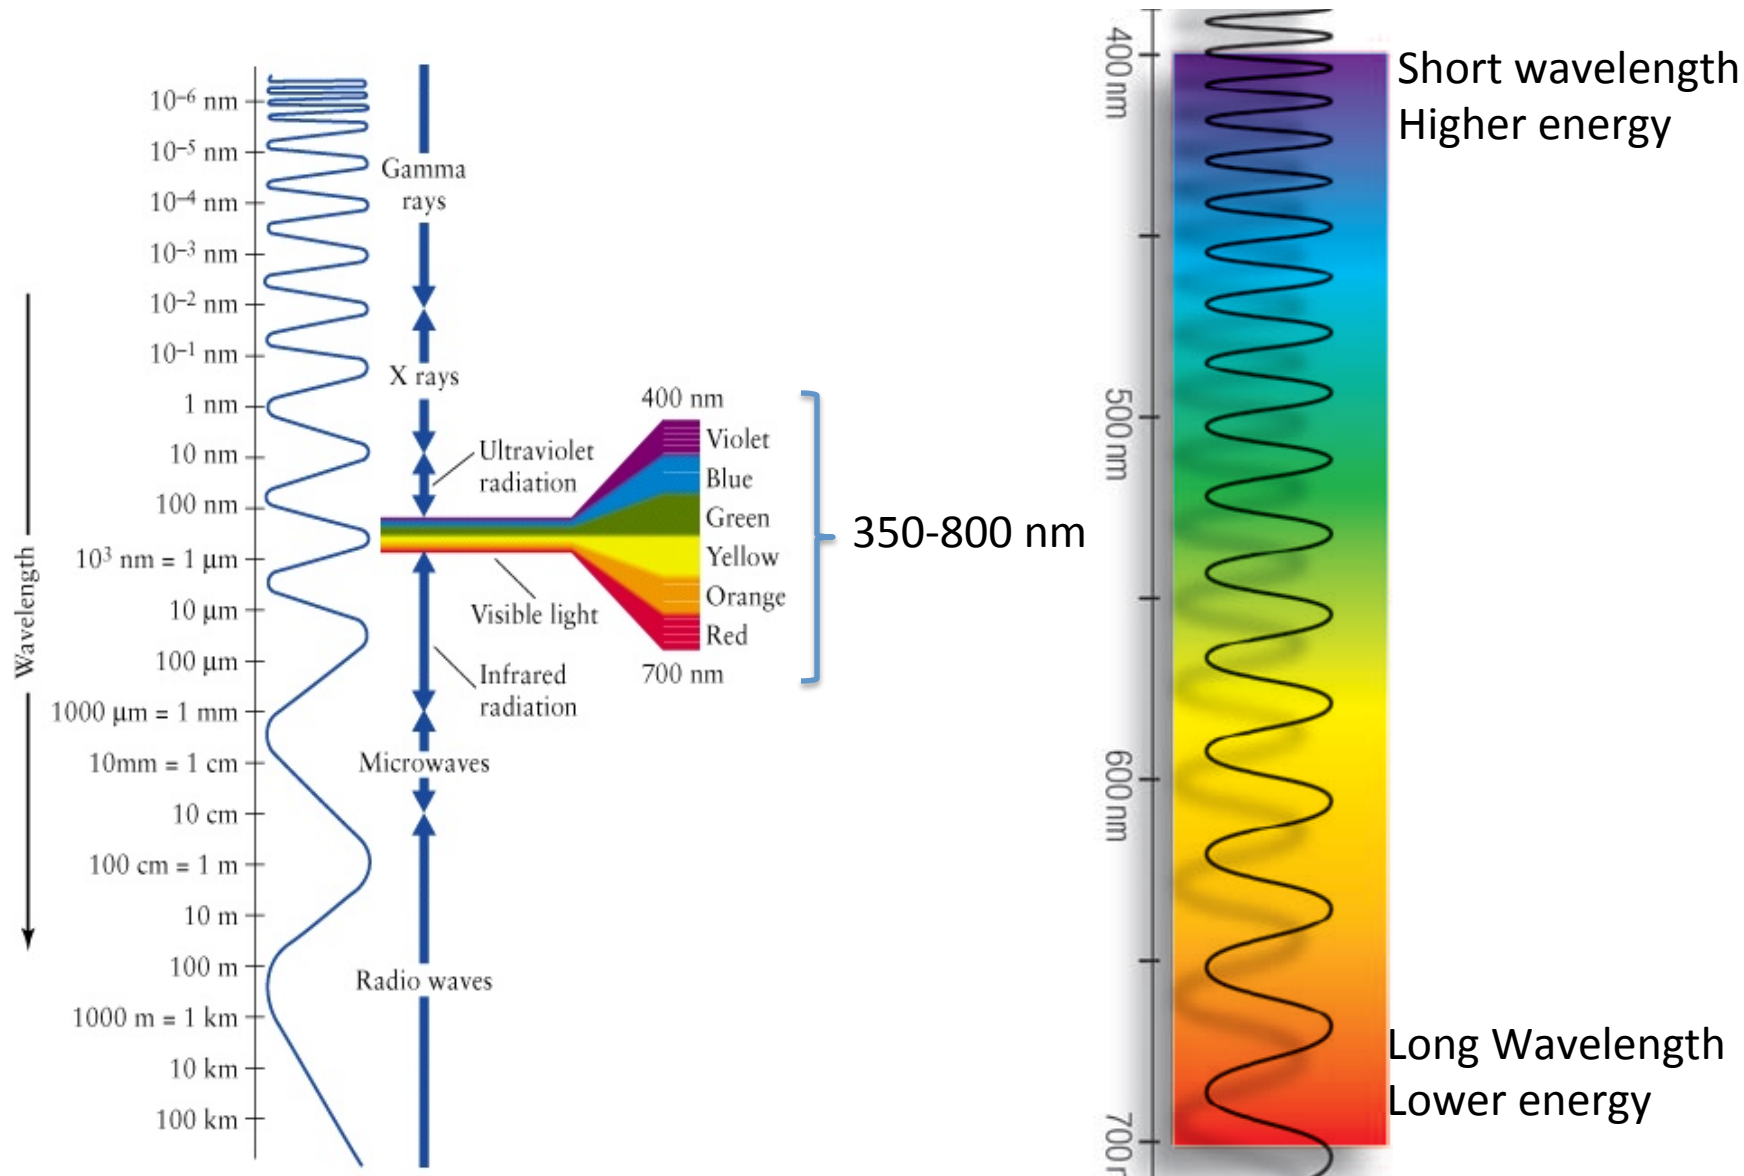 Wavelength
10⁻⁶ nm
10⁻⁵ nm
10⁻⁴ nm
10⁻³ nm
10⁻² nm
10⁻¹ nm
1 nm
10 nm
100 nm
10³ nm = 1 µm
10 µm
100 µm
1000 µm = 1 mm
10mm = 1 cm
10 cm
100 cm = 1 m
10 m
100 m
1000 m = 1 km
10 km
100 km
Gamma
rays
X rays
Ultraviolet
radiation
Visible light
Infrared
radiation
Microwaves
Radio waves
400 nm
Violet
Blue
Green
Yellow
Orange
Red
700 nm
350-800 nm
400 nm
500 nm
600 nm
700 n
Short wavelength
Higher energy
Long Wavelength
Lower energy